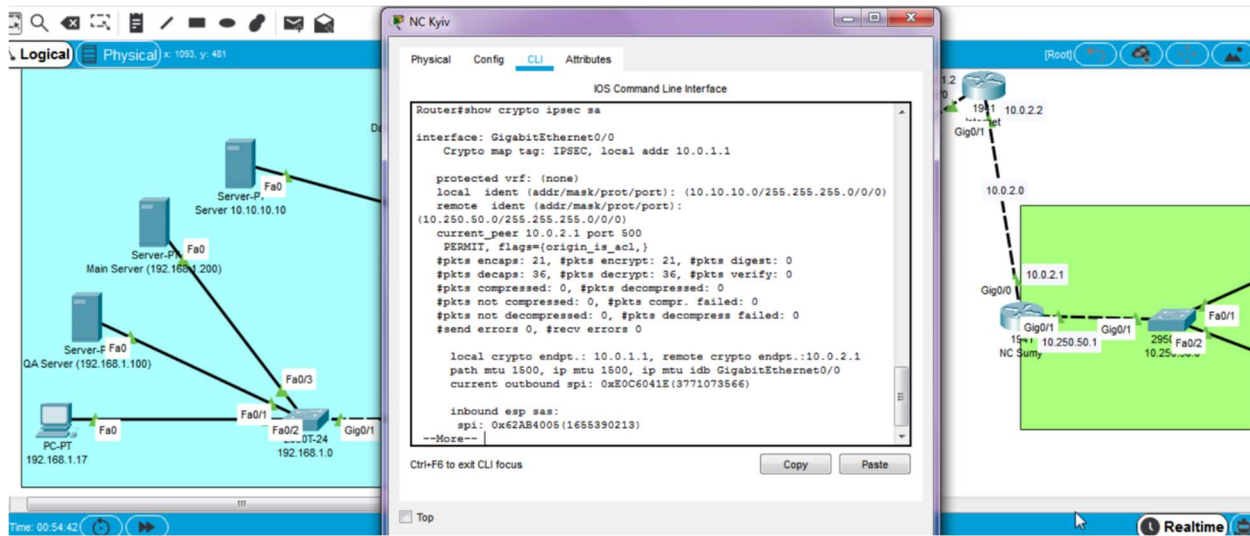 NC Kyiv
Logical
Physical
x: 1093, y: 481
[Root]
Physical Config CLI Attributes
IOS Command Line Interface
Router#show crypto ipsec sa
interface: GigabitEthernet0/0
Crypto map tag: IPSEC, local addr 10.0.1.1
protected vrf: (none)
local ident (addr/mask/prot/port): (10.10.10.0/255.255.255.0/0/0)
remote ident (addr/mask/prot/port):
(10.250.50.0/255.255.255.0/0/0)
current_peer 10.0.2.1 port 500
PERMIT, flags={origin_is_acl,}
#pkts encaps: 21, #pkts encrypt: 21, #pkts digest: 0
#pkts decaps: 36, #pkts decrypt: 36, #pkts verify: 0
#pkts compressed: 0, #pkts decompressed: 0
#pkts not compressed: 0, #pkts compr. failed: 0
#pkts not decompressed: 0, #pkts decompress failed: 0
#send errors 0, #recv errors 0
local crypto endpt.: 10.0.1.1, remote crypto endpt.:10.0.2.1
path mtu 1500, ip mtu 1500, ip mtu idb GigabitEthernet0/0
current outbound spi: 0xE0C6041E(3771073566)
inbound esp sas:
spi: 0x62AB4005(1655390213)
--More--
Ctrl+F6 to exit CLI focus
Copy
Paste
Top
Fa0
Server 10.10.10.10
Fa0
Main Server (192.168.1.200)
Fa0
QA Server (192.168.1.100)
Fa0/3
Fa0/1
Fa0/2
Gig0/1
192.168.1.0
Fa0
PC-PT
192.168.1.17
10.0.2.2
Gig0/1
10.0.2.0
10.0.2.1
Gig0/0
Gig0/1
Gig0/1
Fa0/1
Fa0/2
10.250.50.1
NC Sumy
Time: 00:54:42
Realtime